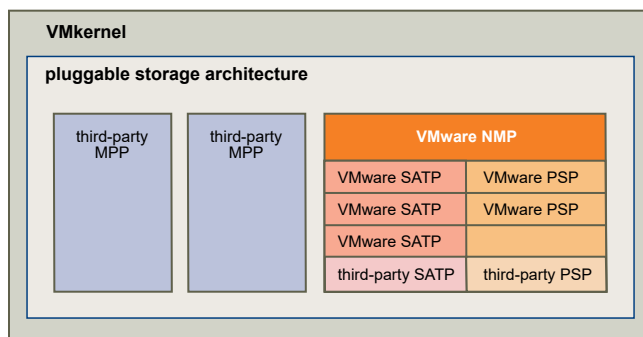 VMkernel
pluggable storage architecture
third-party
MPP
third-party
MPP
VMware NMP
VMware SATP
VMware PSP
VMware SATP
VMware PSP
VMware SATP
third-party SATP
third-party PSP